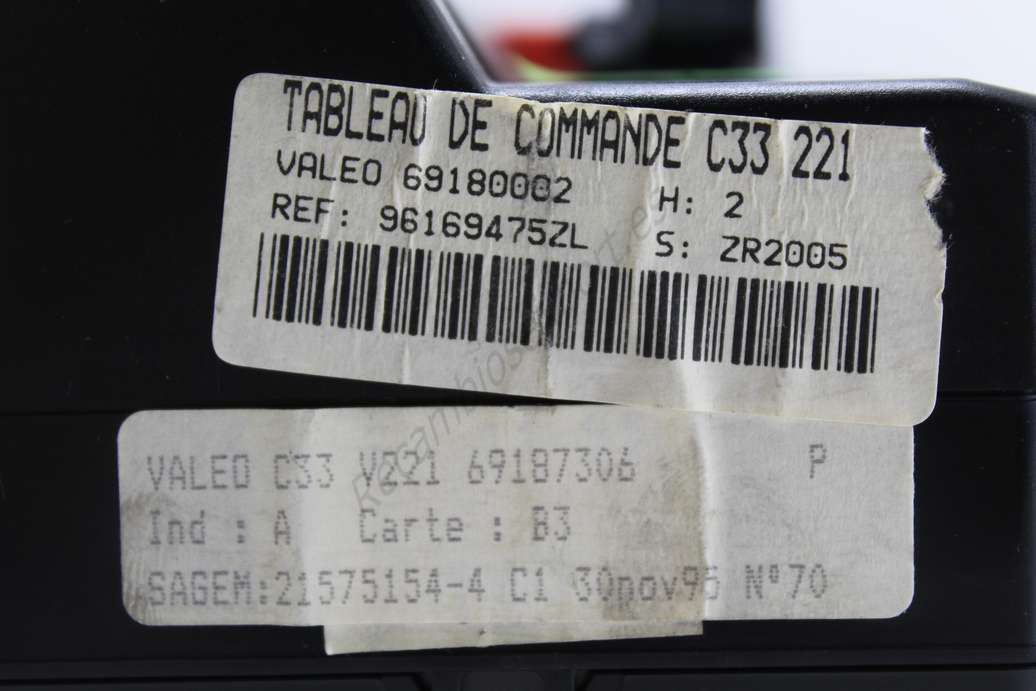 TABLEAU DE COMMANDE C33 221
VALEO 69180002 H: 2
REF: 96169475ZL S: ZR2005
VALEO C33 V221 69187306 P
Ind : A Carte : B3
SAGEM:21575154-4 C1 30nov96 Nº70